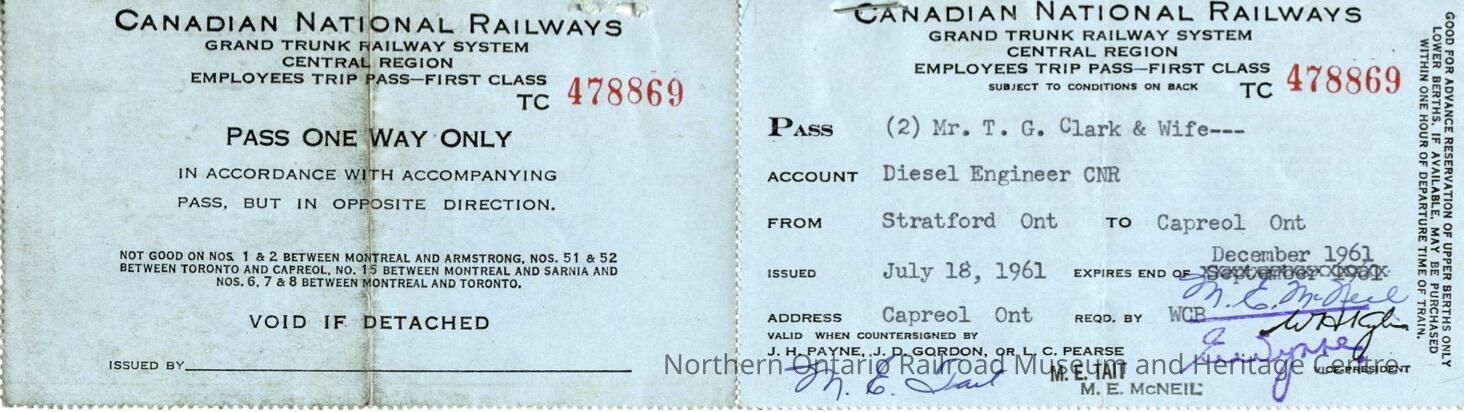 CANADIAN NATIONAL RAILWAYS
GRAND TRUNK RAILWAY SYSTEM
CENTRAL REGION
EMPLOYEES TRIP PASS—FIRST CLASS
TC 478869
PASS ONE WAY ONLY
IN ACCORDANCE WITH ACCOMPANYING
PASS, BUT IN OPPOSITE DIRECTION.
NOT GOOD ON NOS. 1 & 2 BETWEEN MONTREAL AND ARMSTRONG, NOS. 51 & 52
BETWEEN TORONTO AND CAPREOL, NO. 15 BETWEEN MONTREAL AND SARNIA AND
NOS. 6, 7 & 8 BETWEEN MONTREAL AND TORONTO.
VOID IF DETACHED
ISSUED BY
CANADIAN NATIONAL RAILWAYS
GRAND TRUNK RAILWAY SYSTEM
CENTRAL REGION
EMPLOYEES TRIP PASS—FIRST CLASS
SUBJECT TO CONDITIONS ON BACK
TC 478869
PASS (2) Mr. T. G. Clark & Wife---
ACCOUNT Diesel Engineer CNR
FROM Stratford Ont TO Capreol Ont
December 1961
ISSUED July 18, 1961 EXPIRES END OF September 1961
M. E. McNeil
ADDRESS Capreol Ont REQD. BY WCB
VALID WHEN COUNTERSIGNED BY
J. H. PAYNE, J. D. GORDON, OR L. C. PEARSE
M. E. Tait
M. E. TAIT
M. E. McNEIL
VICE-PRESIDENT
GOOD FOR ADVANCE RESERVATION OF UPPER BERTHS ONLY
LOWER BERTHS, IF AVAILABLE, MAY BE PURCHASED
WITHIN ONE HOUR OF DEPARTURE TIME OF TRAIN.
Northern Ontario Railroad Museum and Heritage Centre